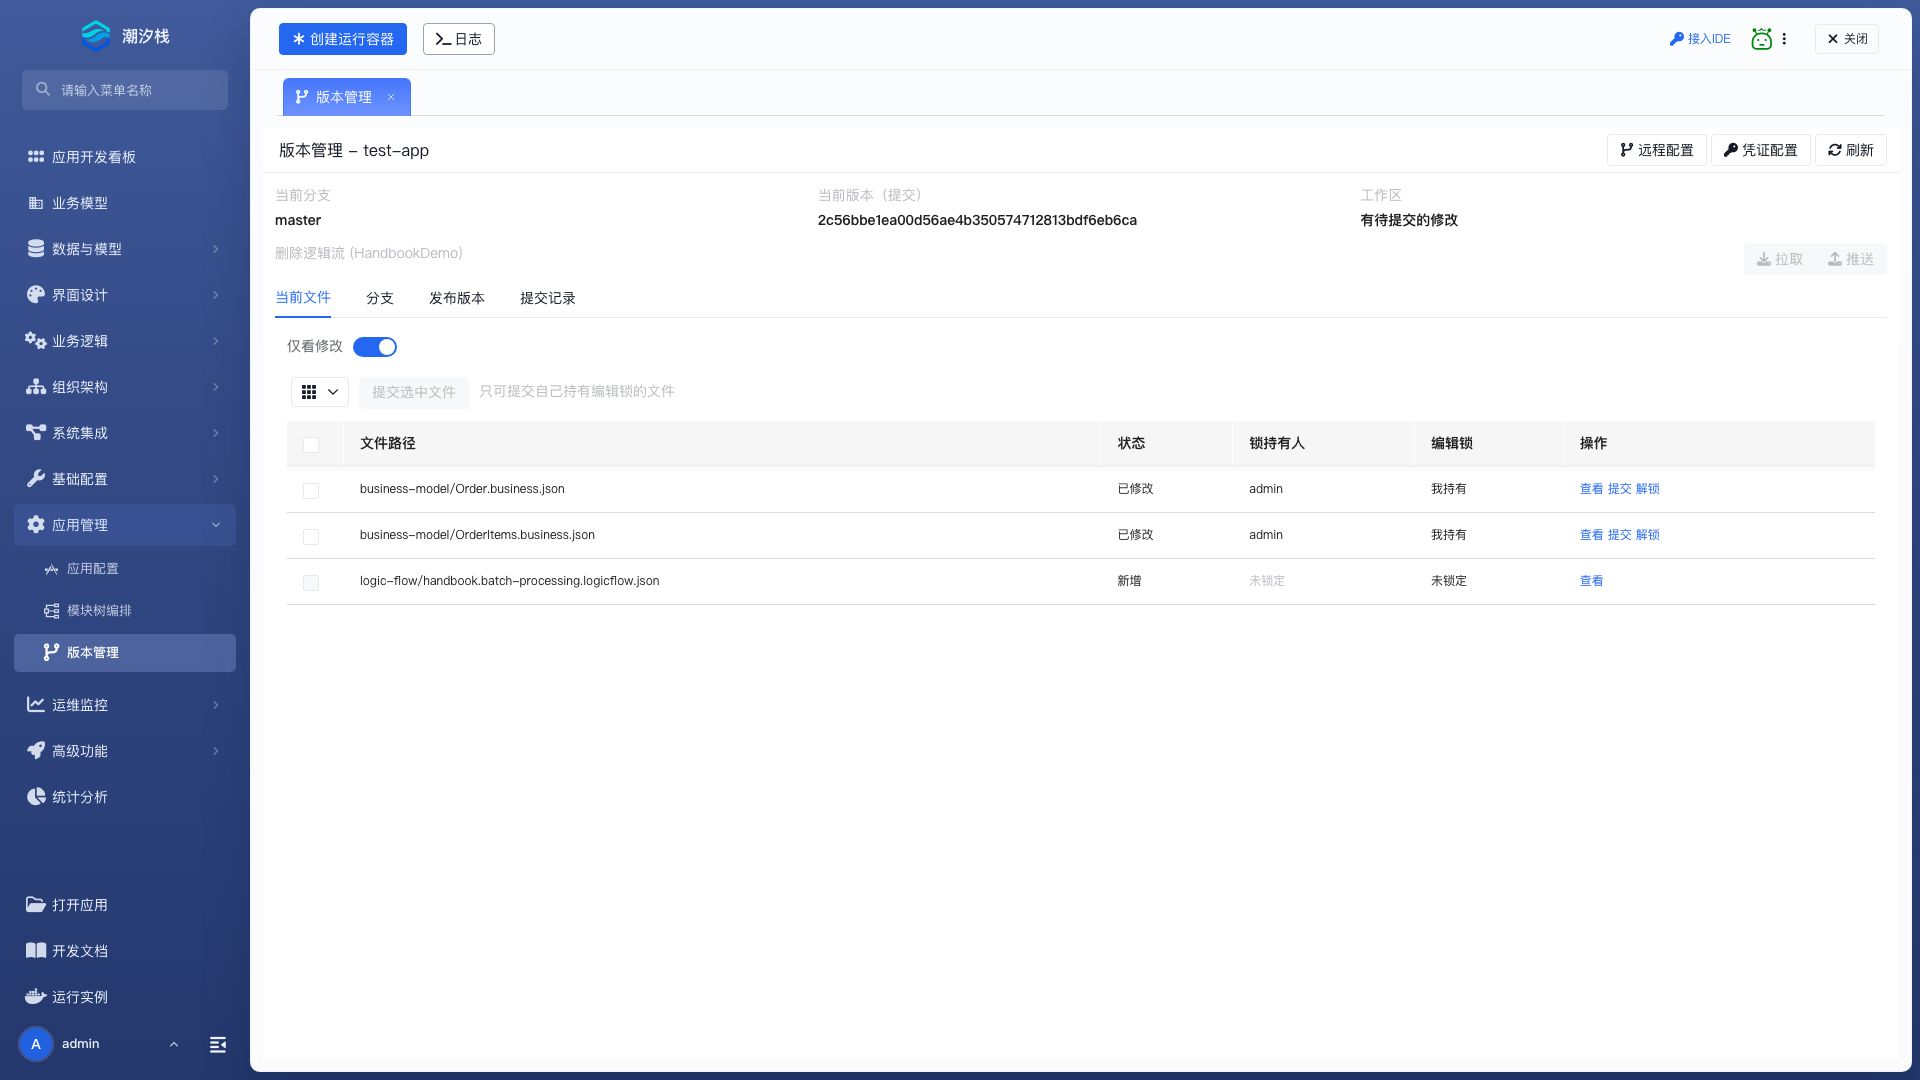 潮汐栈
请输入菜单名称
应用开发看板
业务模型
数据与模型
界面设计
业务逻辑
组织架构
系统集成
基础配置
应用管理
应用配置
模块树编排
版本管理
运维监控
高级功能
统计分析
打开应用
开发文档
运行实例
A admin
创建运行容器 日志 接入IDE 关闭
版本管理
版本管理 - test-app 远程配置 凭证配置 刷新
当前分支 当前版本（提交） 工作区
master 2c56bbe1ea00d56ae4b350574712813bdf6eb6ca 有待提交的修改
删除逻辑流 (HandbookDemo) 拉取 推送
当前文件 分支 发布版本 提交记录
仅看修改
提交选中文件 只可提交自己持有编辑锁的文件
文件路径 状态 锁持有人 编辑锁 操作
business-model/Order.business.json 已修改 admin 我持有 查看 提交 解锁
business-model/OrderItems.business.json 已修改 admin 我持有 查看 提交 解锁
logic-flow/handbook.batch-processing.logicflow.json 新增 未锁定 未锁定 查看